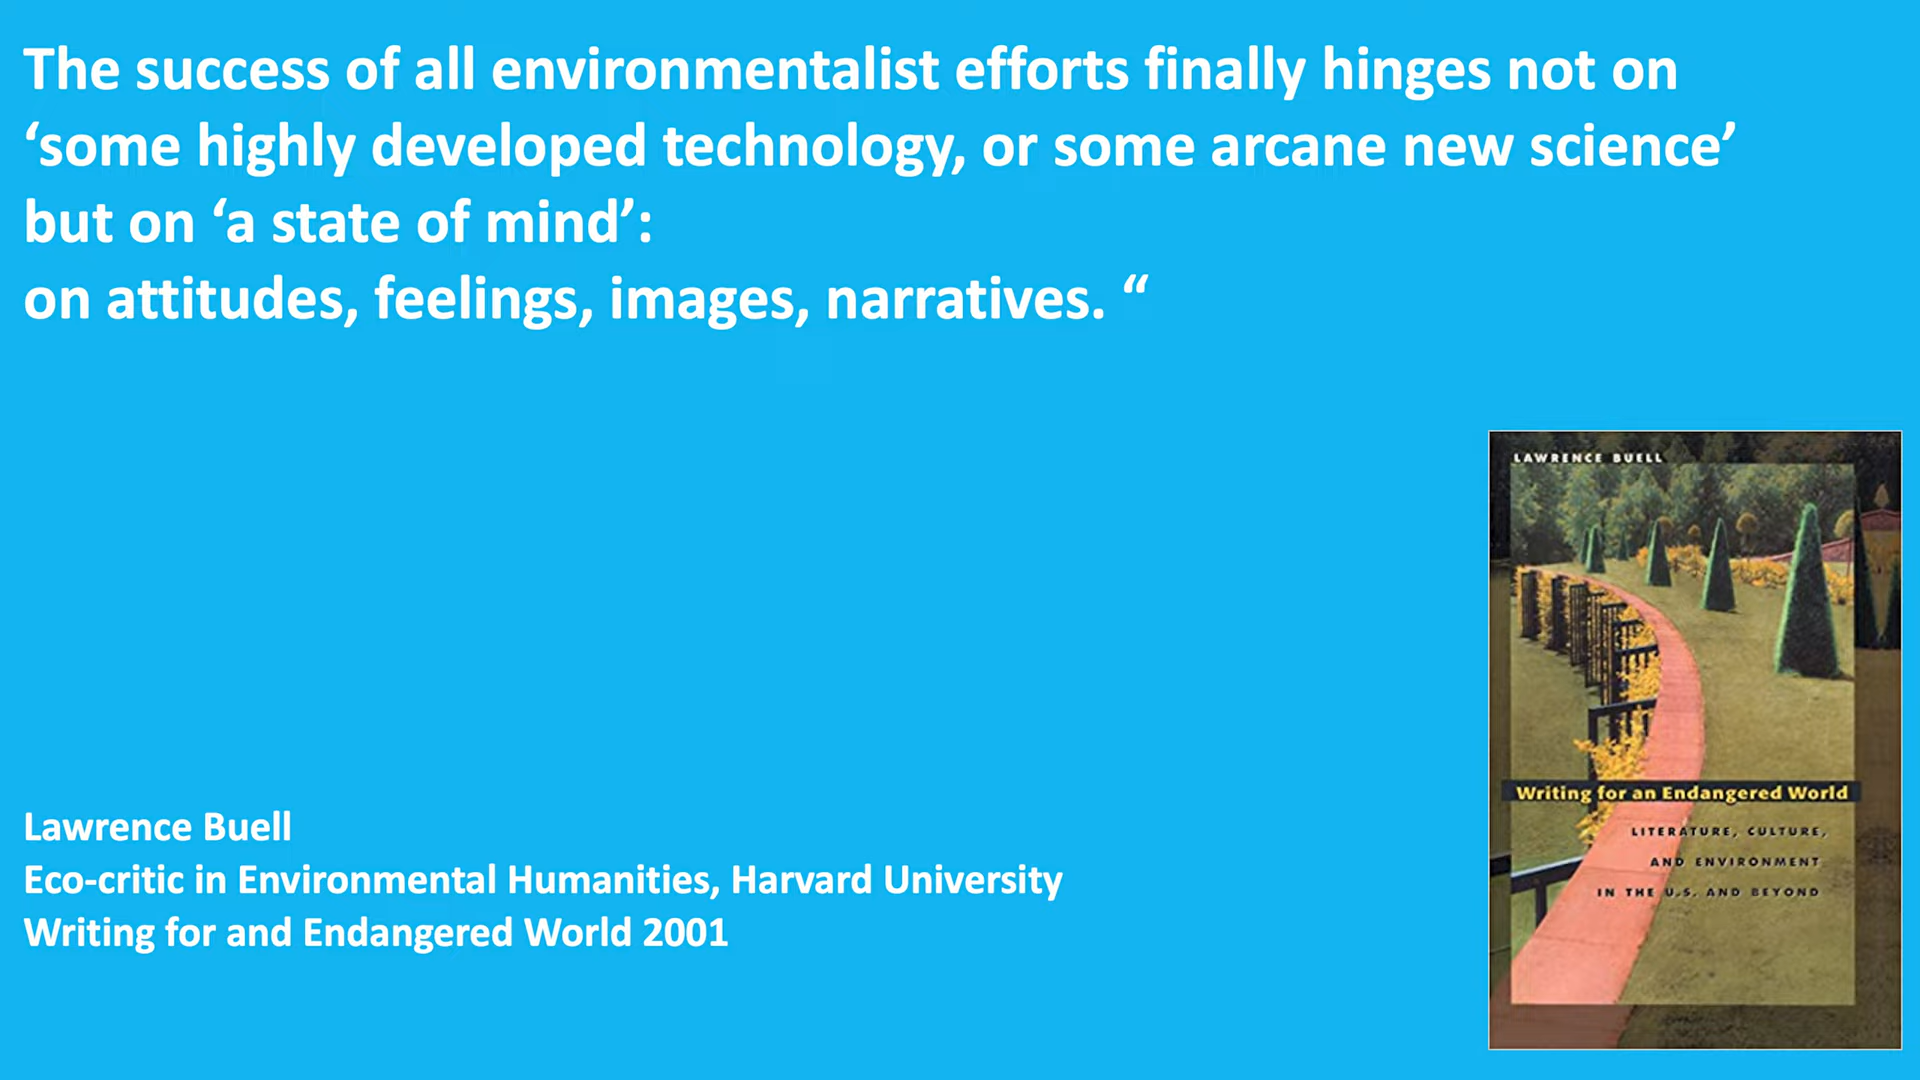 The success of all environmentalist efforts finally hinges not on
‘some highly developed technology, or some arcane new science’
but on ‘a state of mind’:
on attitudes, feelings, images, narratives. “
LAWRENCE BUELL
Writing for an Endangered World
LITERATURE, CULTURE,
AND ENVIRONMENT
IN THE U.S. AND BEYOND
Lawrence Buell
Eco-critic in Environmental Humanities, Harvard University
Writing for and Endangered World 2001